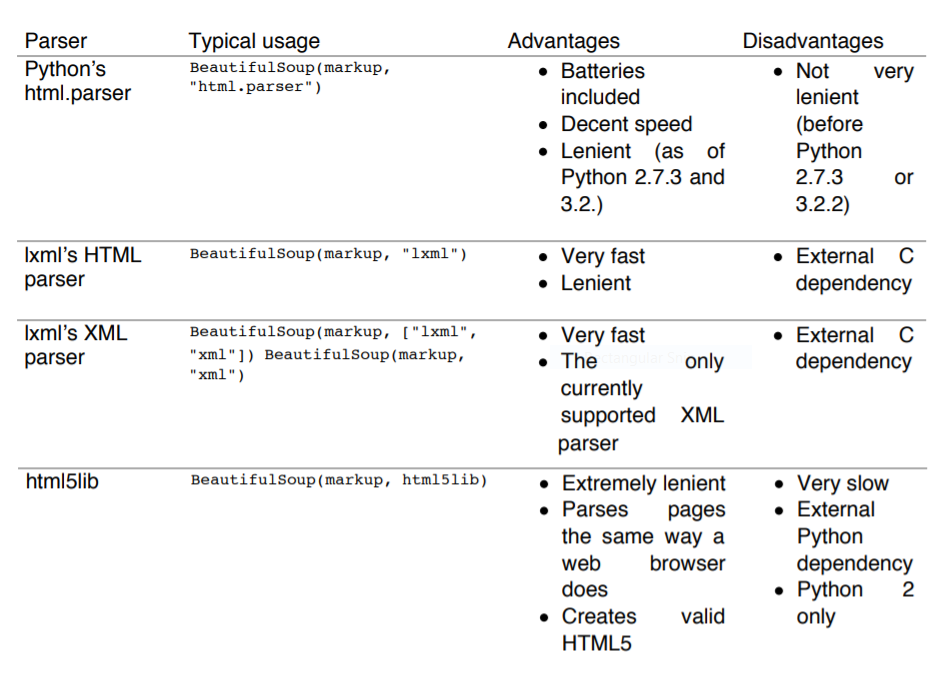 Parser Typical usage Advantages Disadvantages
Python's
html.parser
BeautifulSoup(markup,
"html.parser")
• Batteries
included
• Decent speed
• Lenient (as of
Python 2.7.3 and
3.2.)
• Not very
lenient
(before
Python
2.7.3 or
3.2.2)
lxml's HTML
parser
BeautifulSoup(markup, "lxml")
• Very fast
• Lenient
• External C
dependency
lxml's XML
parser
BeautifulSoup(markup, ["lxml",
"xml"]) BeautifulSoup(markup,
"xml")
• Very fast
• The only
currently
supported XML
parser
• External C
dependency
html5lib
BeautifulSoup(markup, html5lib)
• Extremely lenient
• Parses pages
the same way a
web browser
does
• Creates valid
HTML5
• Very slow
• External
Python
dependency
• Python 2
only